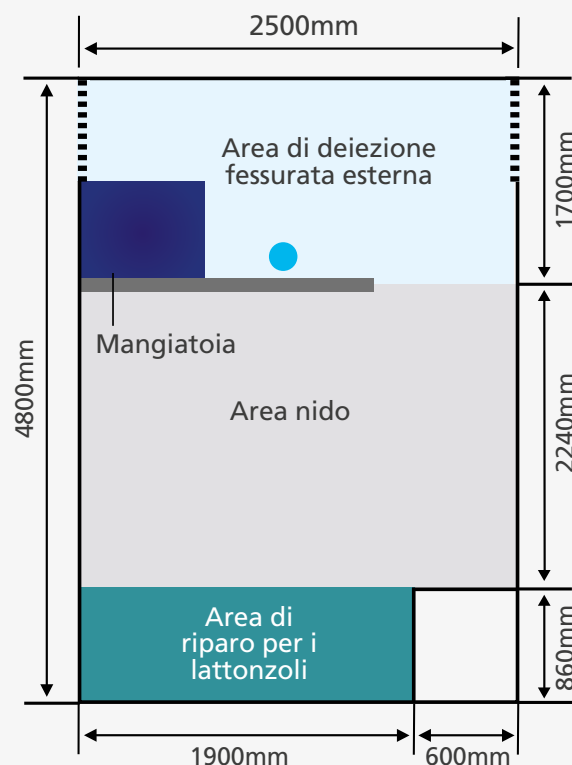 2500mm
Area di deiezione
fessurata esterna
1700mm
Mangiatoia
4800mm
Area nido
2240mm
Area di
riparo per i
lattonzoli
860mm
1900mm
600mm